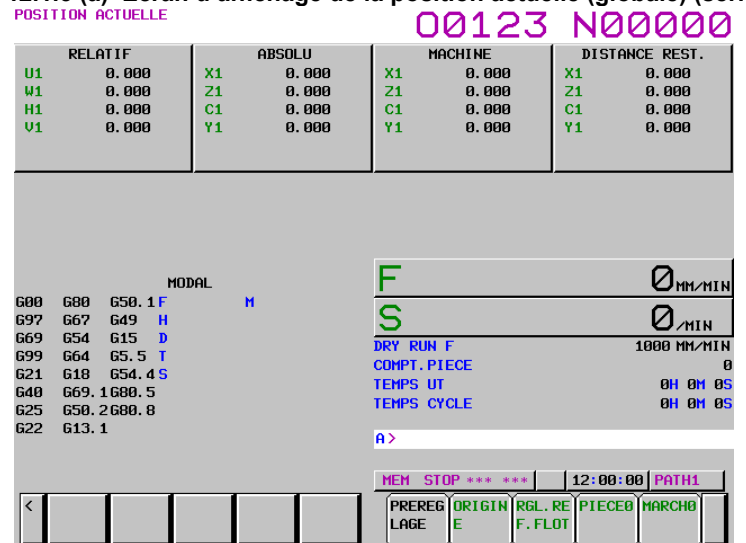 POSITION ACTUELLE O0123 N00000
RELATIF ABSOLU MACHINE DISTANCE REST.
U1 0.000 X1 0.000 X1 0.000 X1 0.000
W1 0.000 Z1 0.000 Z1 0.000 Z1 0.000
H1 0.000 C1 0.000 C1 0.000 C1 0.000
V1 0.000 Y1 0.000 Y1 0.000 Y1 0.000
MODAL
G00 G80 G50.1 F M
G97 G67 G49 H
G69 G54 G15 D
G99 G64 G5.5 T
G21 G18 G54.4 S
G40 G69.1 G80.5
G25 G50.2 G80.8
G22 G13.1
F 0 MM/MIN
S 0 /MIN
DRY RUN F 1000 MM/MIN
COMPT.PIECE 0
TEMPS UT 0H 0M 0S
TEMPS CYCLE 0H 0M 0S
A>
MEM STOP *** *** 12:00:00 PATH1
< PREREG ORIGIN RGL.RE PIECE0 MARCH0
LAGE E F.FLOT